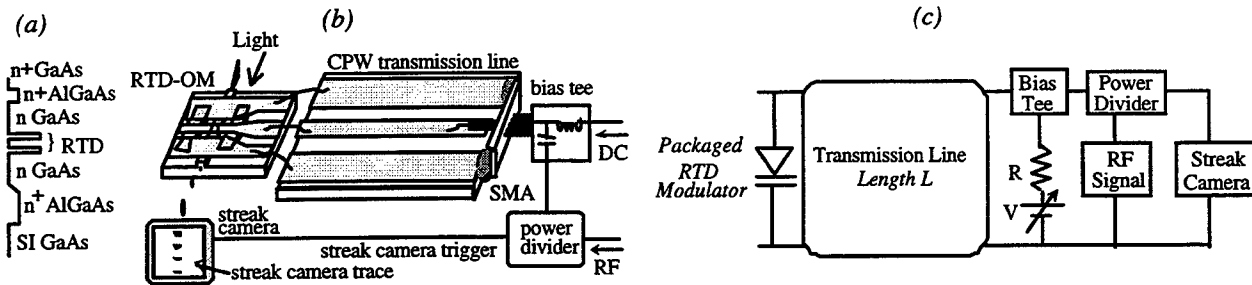 (a)
n+GaAs
n+AlGaAs
n GaAs
} RTD
n GaAs
n+ AlGaAs
SI GaAs
(b)
Light
RTD-OM
CPW transmission line
bias tee
DC
SMA
streak
camera
streak camera trigger
streak camera trace
power
divider
RF
(c)
Packaged
RTD
Modulator
Transmission Line
Length L
Bias
Tee
Power
Divider
R
V
RF
Signal
Streak
Camera